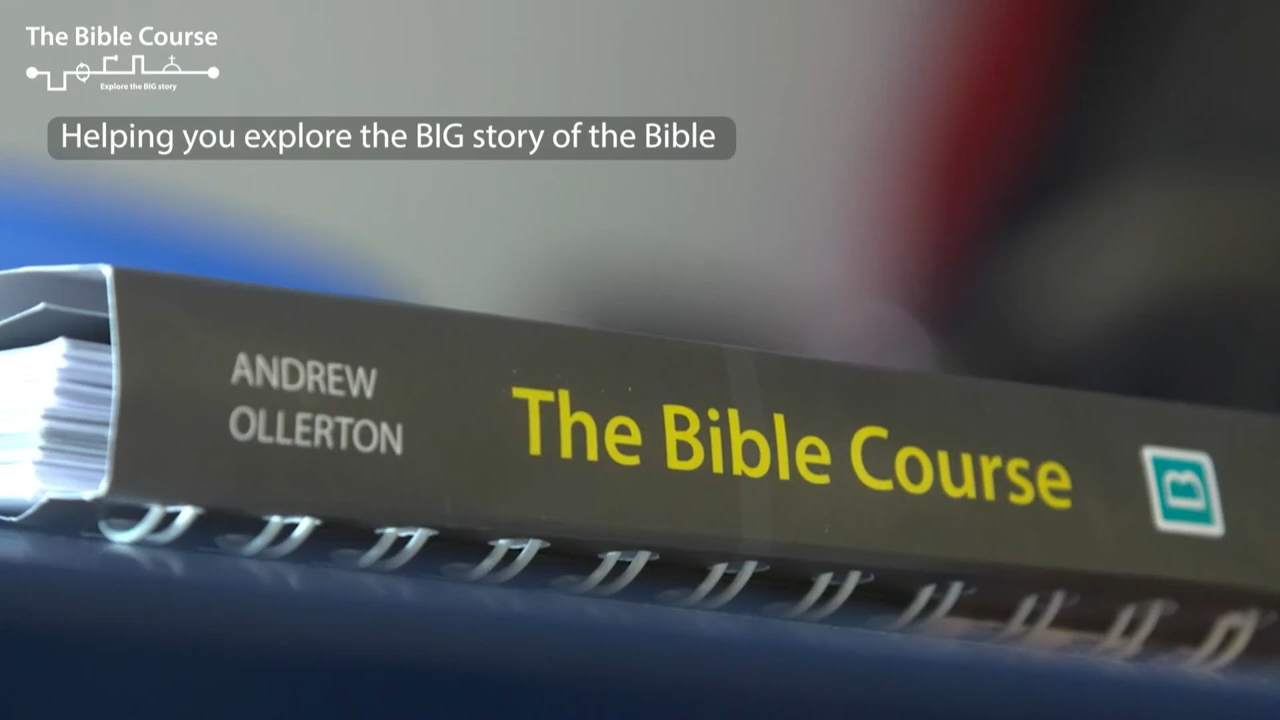 The Bible Course
Explore the BIG story
Helping you explore the BIG story of the Bible
ANDREW
OLLERTON
The Bible Course
B